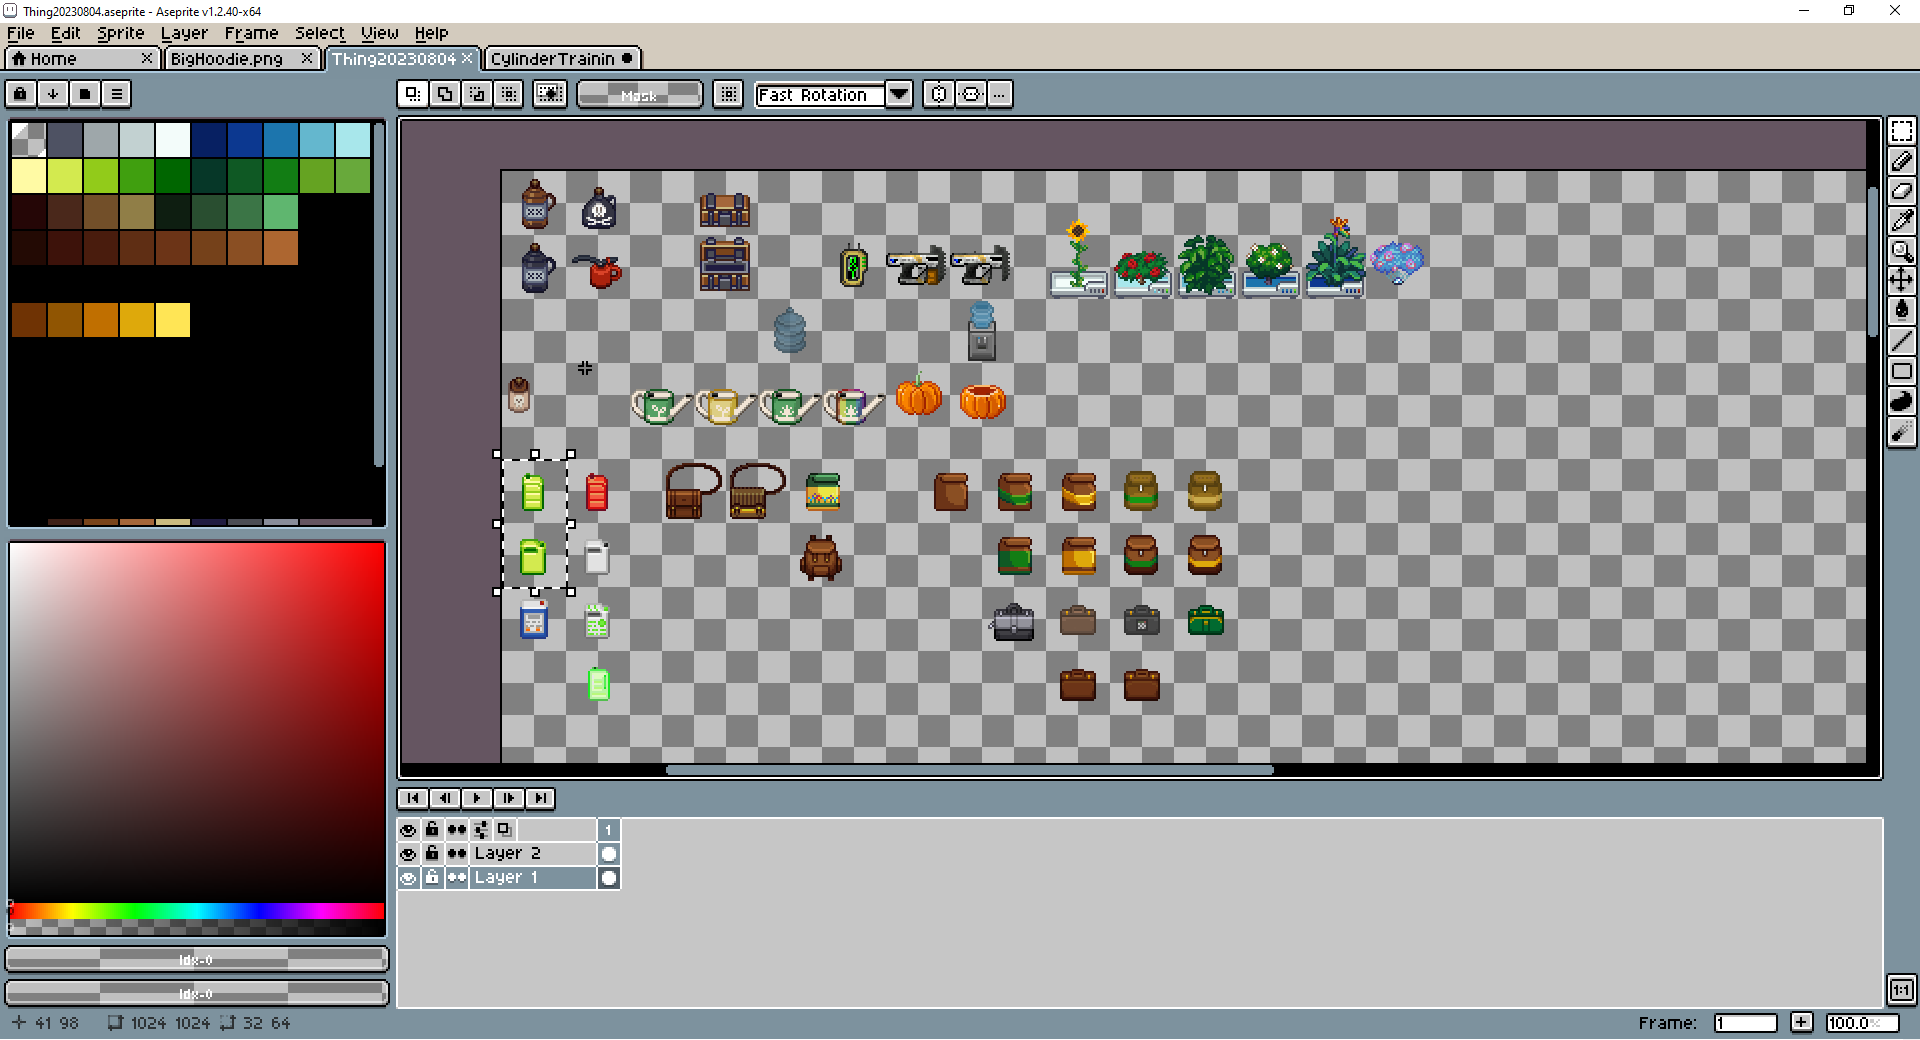 Thing20230804.aseprite - Aseprite v1.2.40-x64
File Edit Sprite Layer Frame Select View Help
Home BigHoodie.png Thing20230804 CylinderTrainin
Mask Fast Rotation ...
1
Layer 2
Layer 1
Idx-0
Idx-0
1:1
41 98 1024 1024 32 64 Frame: 1 + 100.0